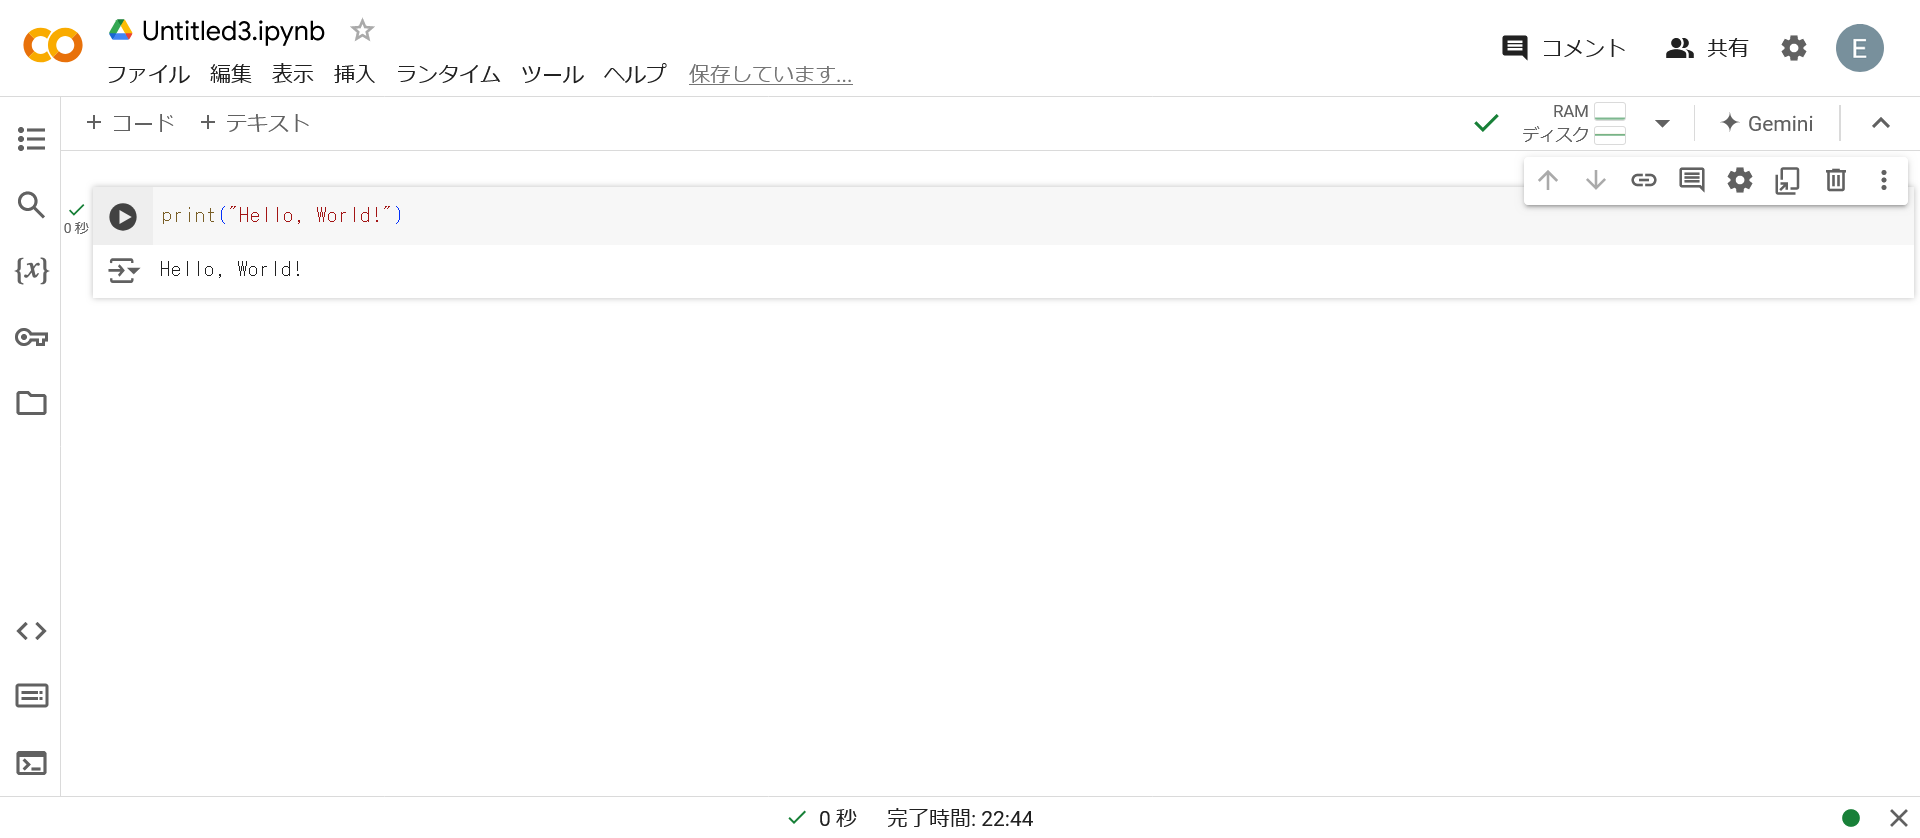 Untitled3.ipynb
ファイル 編集 表示 挿入 ランタイム ツール ヘルプ 保存しています...
コメント 共有 E
+ コード + テキスト
RAM
ディスク
Gemini
0 秒
print("Hello, World!")
Hello, World!
{x}
0 秒 完了時間: 22:44